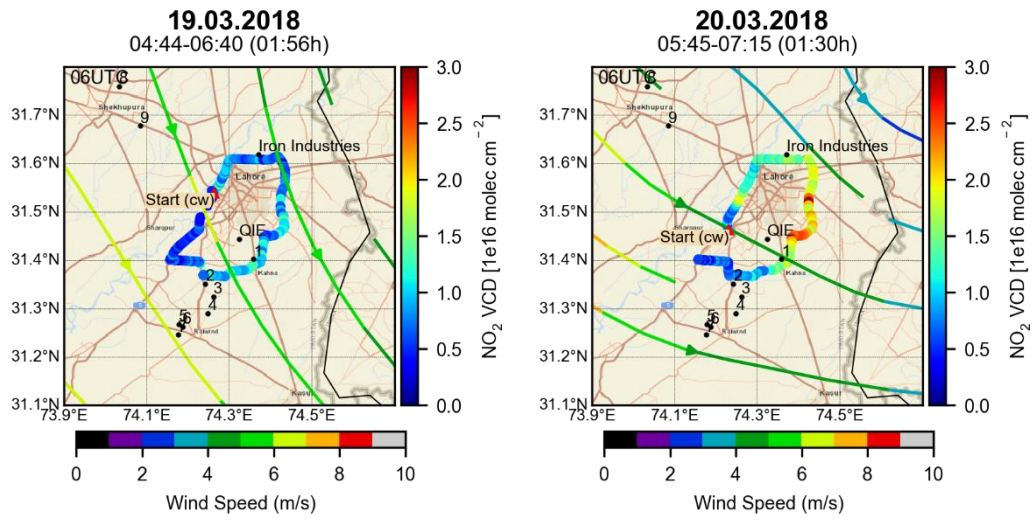 19.03.2018
04:44-06:40 (01:56h)
06UTC
8
Shekhupura
9
Iron Industries
Lahore
Start (cw)
Sharqpur
QIE
1
Kahna
2
3
4
5
6
Raiwind
Kasur
31.7°N
31.6°N
31.5°N
31.4°N
31.3°N
31.2°N
31.1°N
73.9°E
74.1°E
74.3°E
74.5°E
3.0
2.5
2.0
1.5
1.0
0.5
0.0
NO₂ VCD [1e16 molec cm⁻²]
0 2 4 6 8 10
Wind Speed (m/s)
20.03.2018
05:45-07:15 (01:30h)
06UTC
8
Shekhupura
9
Iron Industries
Lahore
Sharqpur
Start (cw)
QIE
1
Kahna
2
3
4
5
6
Raiwind
Kasur
31.7°N
31.6°N
31.5°N
31.4°N
31.3°N
31.2°N
31.1°N
73.9°E
74.1°E
74.3°E
74.5°E
3.0
2.5
2.0
1.5
1.0
0.5
0.0
NO₂ VCD [1e16 molec cm⁻²]
0 2 4 6 8 10
Wind Speed (m/s)